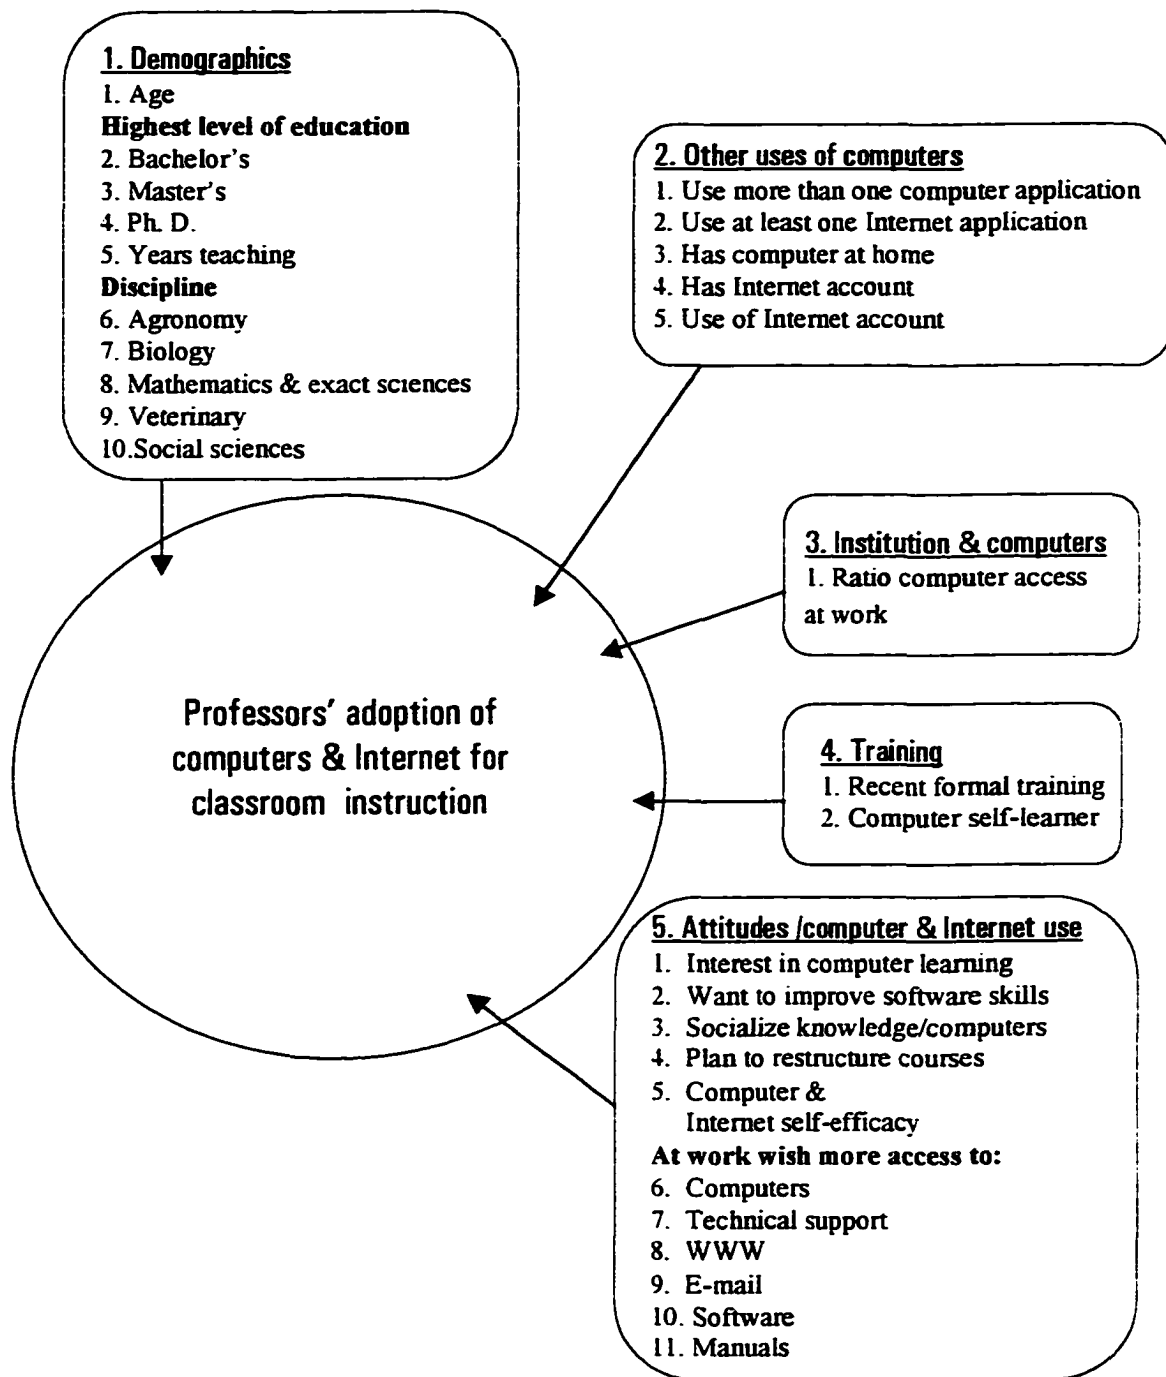 1. Demographics
1. Age
Highest level of education
2. Bachelor's
3. Master's
4. Ph. D.
5. Years teaching
Discipline
6. Agronomy
7. Biology
8. Mathematics & exact sciences
9. Veterinary
10.Social sciences
2. Other uses of computers
1. Use more than one computer application
2. Use at least one Internet application
3. Has computer at home
4. Has Internet account
5. Use of Internet account
3. Institution & computers
1. Ratio computer access
at work
Professors' adoption of
computers & Internet for
classroom instruction
4. Training
1. Recent formal training
2. Computer self-learner
5. Attitudes /computer & Internet use
1. Interest in computer learning
2. Want to improve software skills
3. Socialize knowledge/computers
4. Plan to restructure courses
5. Computer &
Internet self-efficacy
At work wish more access to:
6. Computers
7. Technical support
8. WWW
9. E-mail
10. Software
11. Manuals